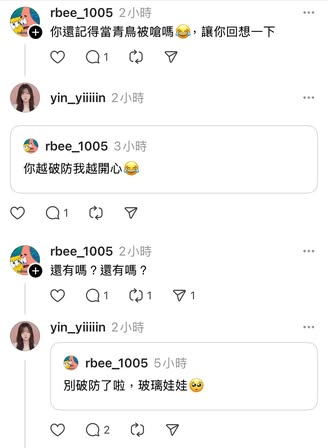 rbee_1005 2小時
你還記得當青鳥被嗆嗎😂，讓你回想一下
1
yin_yiiiiin 2小時
rbee_1005 3小時
你越破防我越開心😂
1
rbee_1005 2小時
還有嗎？還有嗎？
1 1 1
yin_yiiiiin 2小時
rbee_1005 5小時
別破防了啦，玻璃娃娃🥺
2